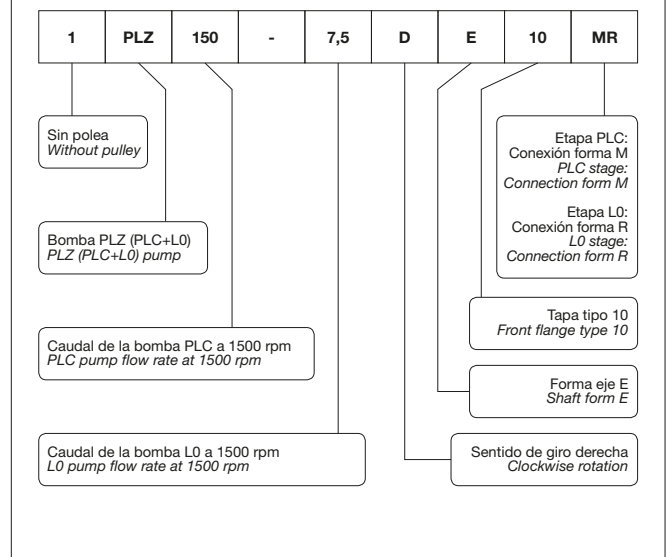 1 PLZ 150 - 7,5 D E 10 MR
Sin polea
Without pulley
Bomba PLZ (PLC+L0)
PLZ (PLC+L0) pump
Caudal de la bomba PLC a 1500 rpm
PLC pump flow rate at 1500 rpm
Caudal de la bomba L0 a 1500 rpm
L0 pump flow rate at 1500 rpm
Etapa PLC:
Conexión forma M
PLC stage:
Connection form M
Etapa L0:
Conexión forma R
L0 stage:
Connection form R
Tapa tipo 10
Front flange type 10
Forma eje E
Shaft form E
Sentido de giro derecha
Clockwise rotation